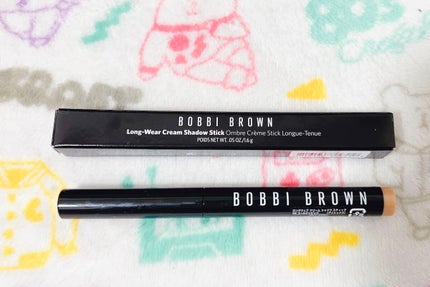 BOBBI BROWN
Long-Wear Cream Shadow Stick Ombre Crème Stick Longue-Tenue
POIDS NET WT. .05 OZ/1.6 g
BOBBI BROWN